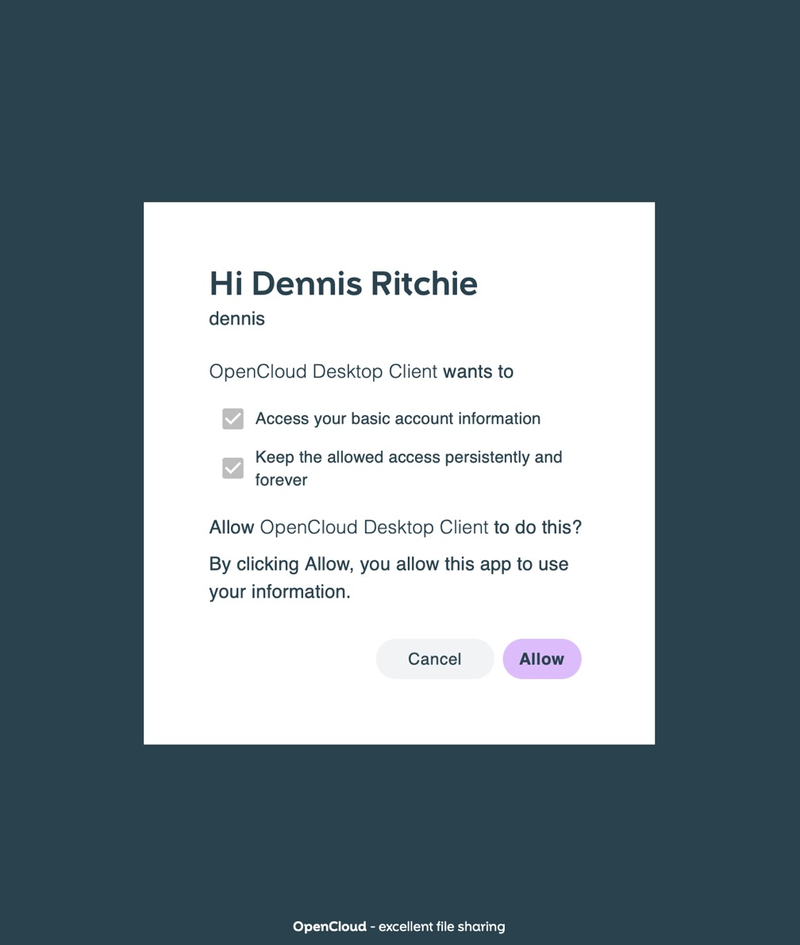 Hi Dennis Ritchie
dennis
OpenCloud Desktop Client wants to
Access your basic account information
Keep the allowed access persistently and
forever
Allow OpenCloud Desktop Client to do this?
By clicking Allow, you allow this app to use
your information.
Cancel Allow
OpenCloud - excellent file sharing